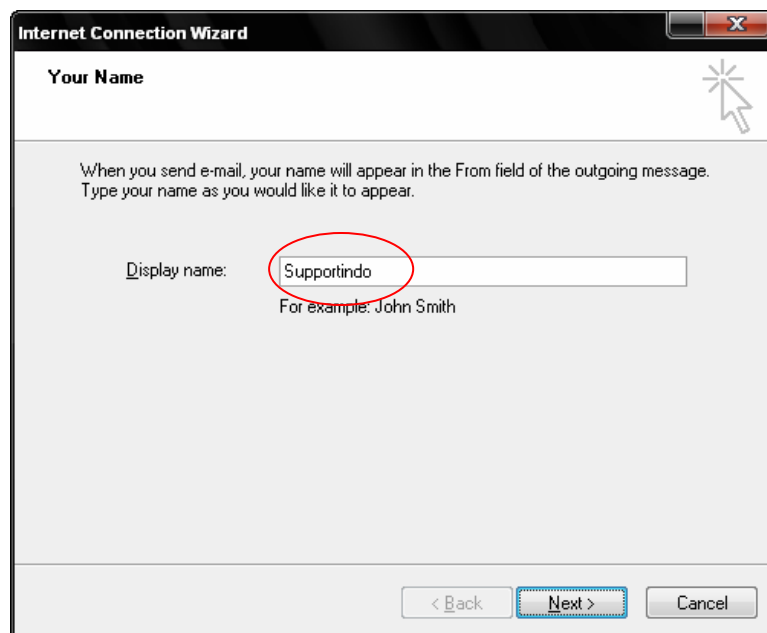 Internet Connection Wizard
Your Name
When you send e-mail, your name will appear in the From field of the outgoing message.
Type your name as you would like it to appear.
Display name: Supportindo
For example: John Smith
< Back Next > Cancel